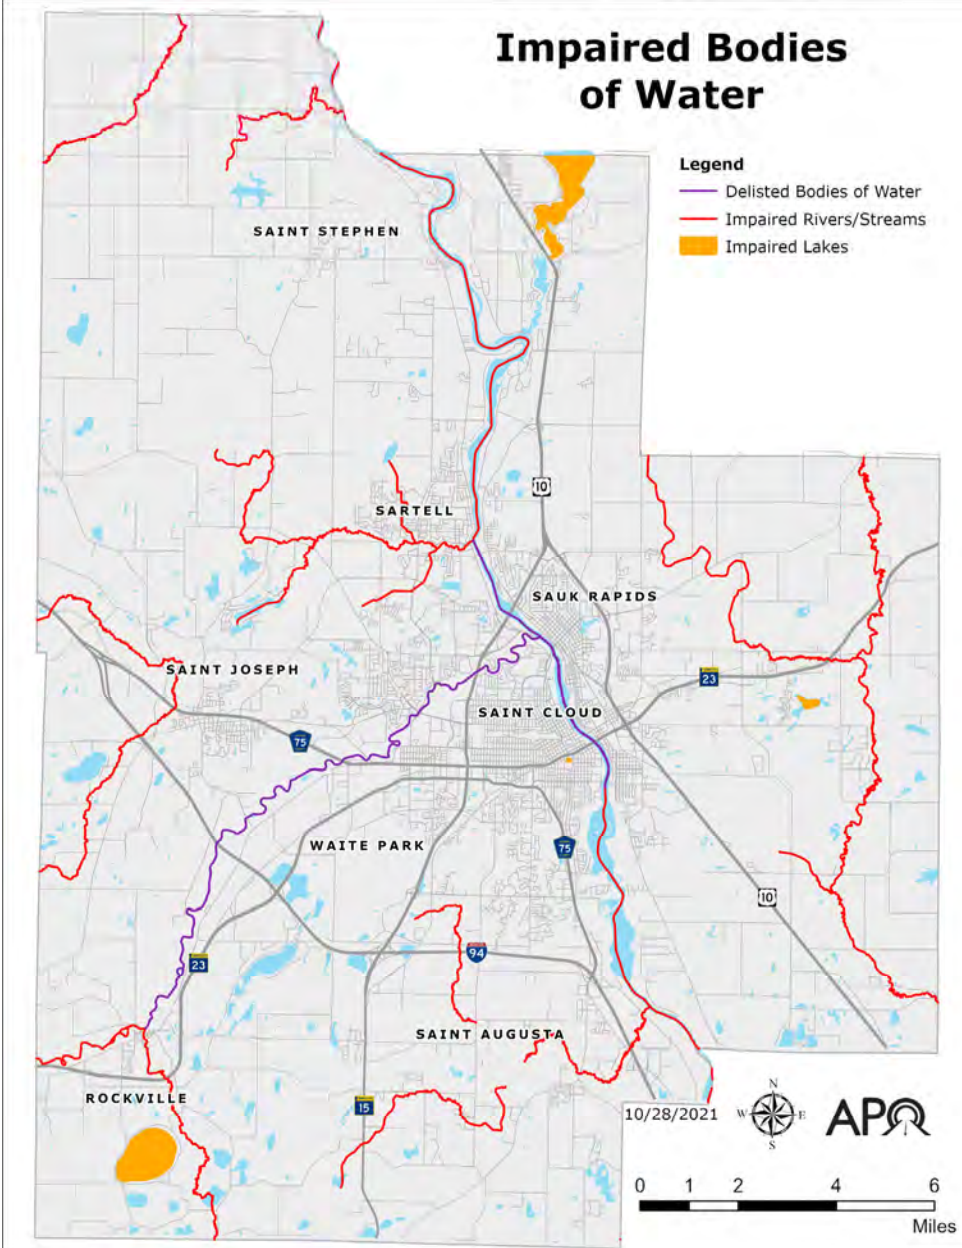 Impaired Bodies
of Water
Legend
Delisted Bodies of Water
Impaired Rivers/Streams
Impaired Lakes
SAINT STEPHEN
10
SARTELL
SAUK RAPIDS
SAINT JOSEPH
23
SAINT CLOUD
75
WAITE PARK
75
10
94
23
SAINT AUGUSTA
ROCKVILLE
15
10/28/2021
N
W
E
S
APO
0 1 2 4 6
Miles